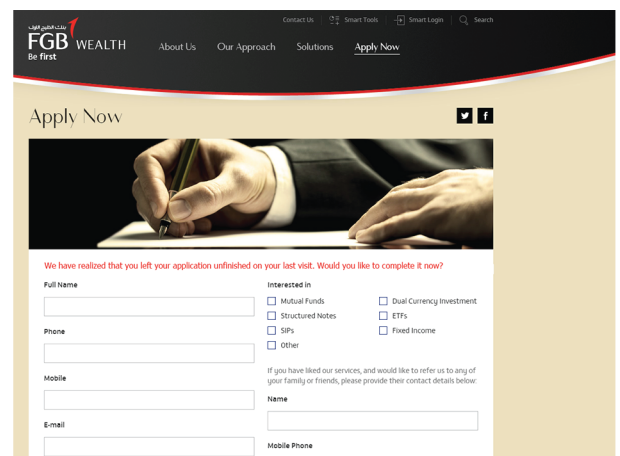 Contact Us
Smart Tools
Smart Login
Search
بنك الخليج الأول
FGB WEALTH
Be first
About Us
Our Approach
Solutions
Apply Now
Apply Now
We have realized that you left your application unfinished on your last visit. Would you like to complete it now?
Full Name
Phone
Mobile
E-mail
Interested in
Mutual Funds
Dual Currency Investment
Structured Notes
ETFs
SIPs
Fixed Income
Other
If you have liked our services, and would like to refer us to any of
your family or friends, please provide their contact details below:
Name
Mobile Phone